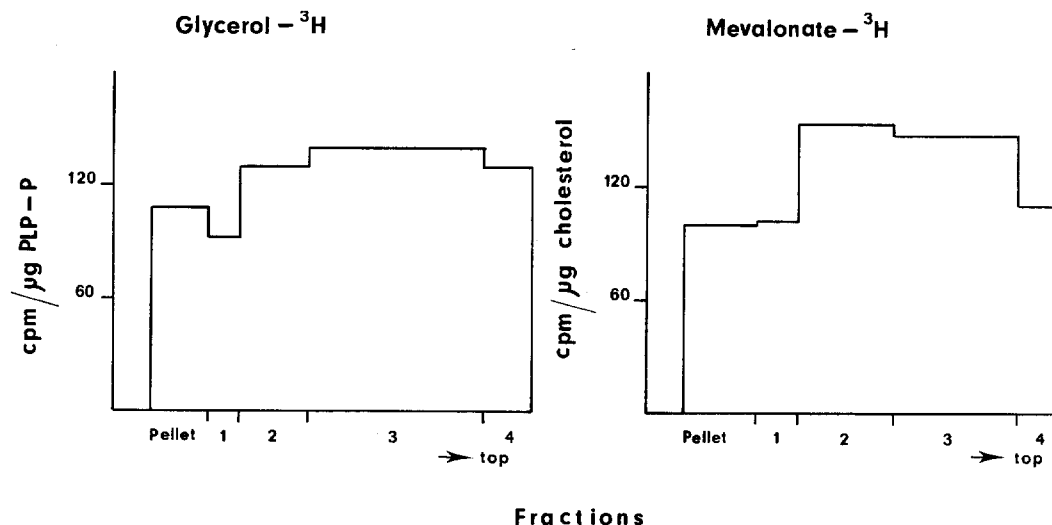 Glycerol – ³H
cpm/µg PLP – P
120
60
Pellet 1 2 3 4
→ top
Mevalonate – ³H
cpm/µg cholesterol
120
60
Pellet 1 2 3 4
→ top
Fractions